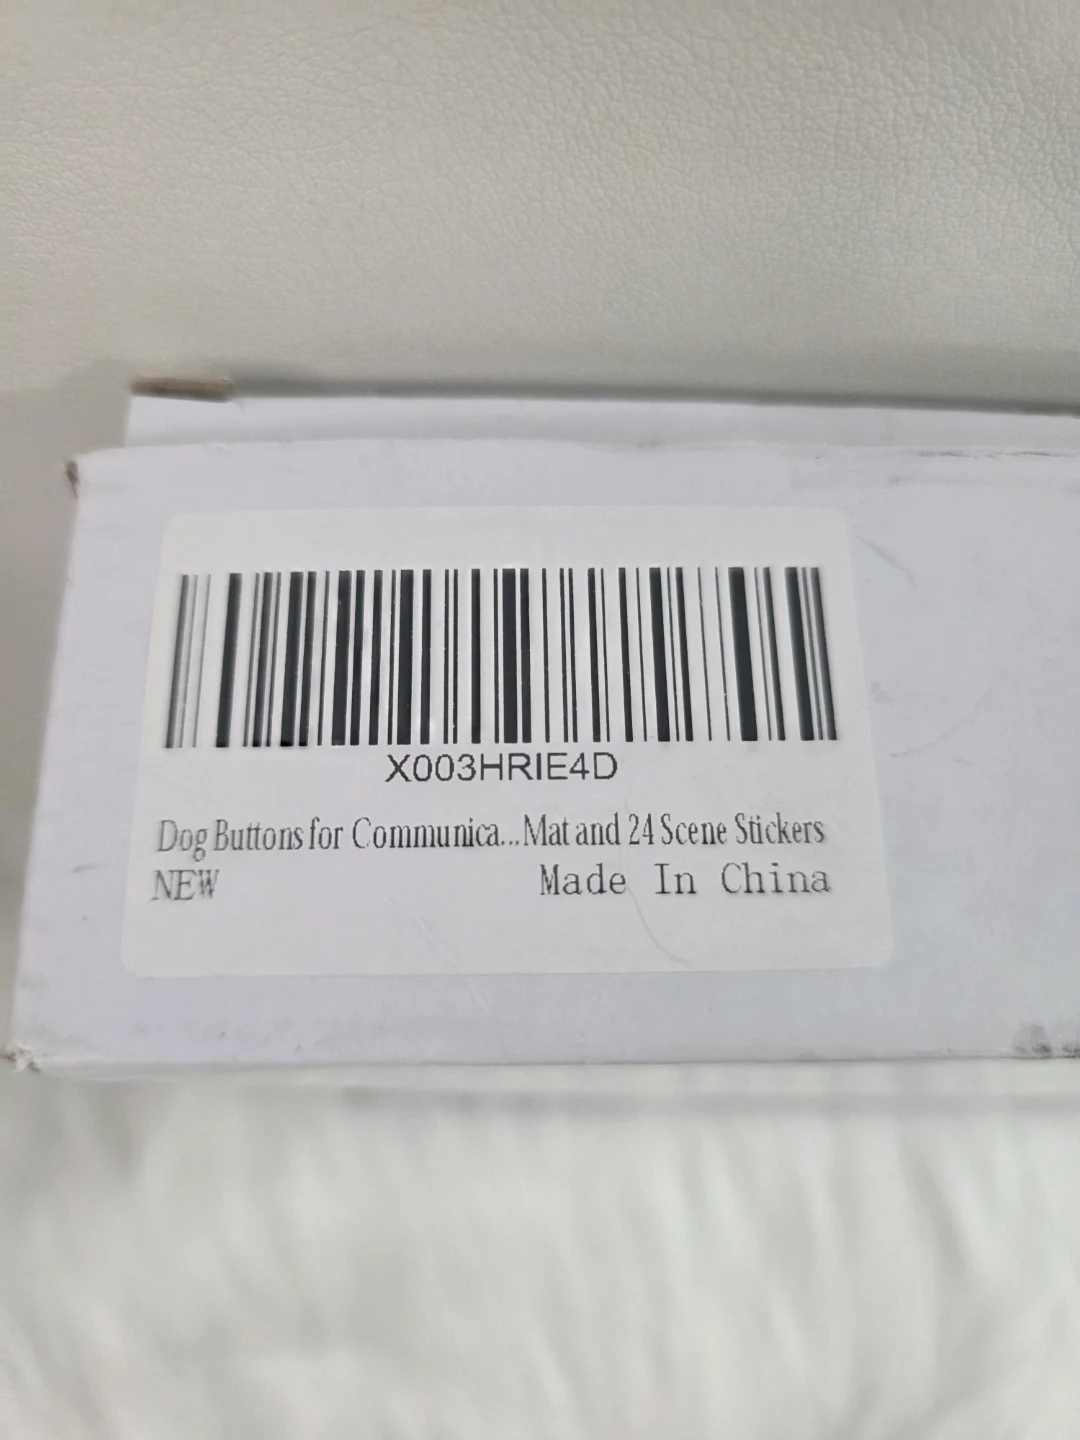 X003HRIE4D
Dog Buttons for Communica...Mat and 24 Scene Stickers
NEW Made In China